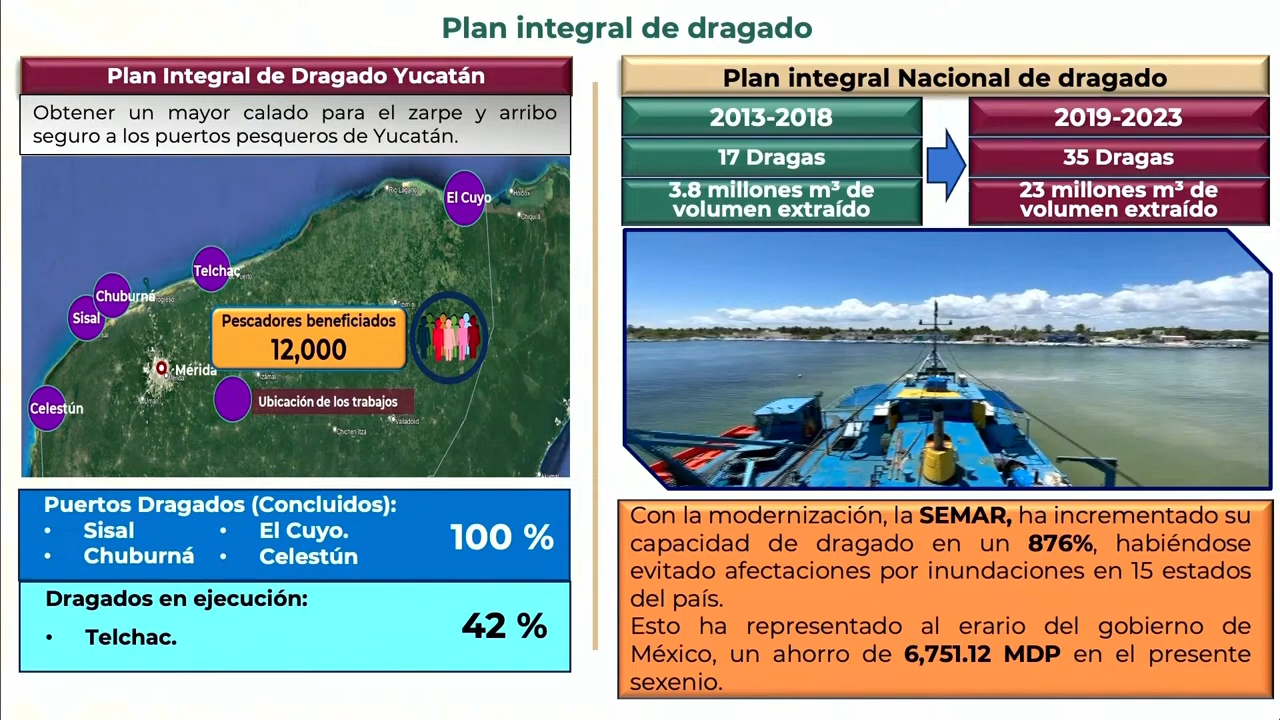 Plan integral de dragado
Plan Integral de Dragado Yucatán
Obtener un mayor calado para el zarpe y arribo
seguro a los puertos pesqueros de Yucatán.
El Cuyo
Chiquilá
Telchac
Chuburná
Sisal
Pescadores beneficiados
12,000
Mérida
Ubicación de los trabajos
Celestún
Valladolid
Chichen Itza
Puertos Dragados (Concluidos):
• Sisal • El Cuyo.
• Chuburná • Celestún
100 %
Dragados en ejecución:
• Telchac.
42 %
Plan integral Nacional de dragado
2013-2018
2019-2023
17 Dragas
35 Dragas
3.8 millones m³ de
volumen extraído
23 millones m³ de
volumen extraído
Con la modernización, la SEMAR, ha incrementado su
capacidad de dragado en un 876%, habiéndose
evitado afectaciones por inundaciones en 15 estados
del país.
Esto ha representado al erario del gobierno de
México, un ahorro de 6,751.12 MDP en el presente
sexenio.